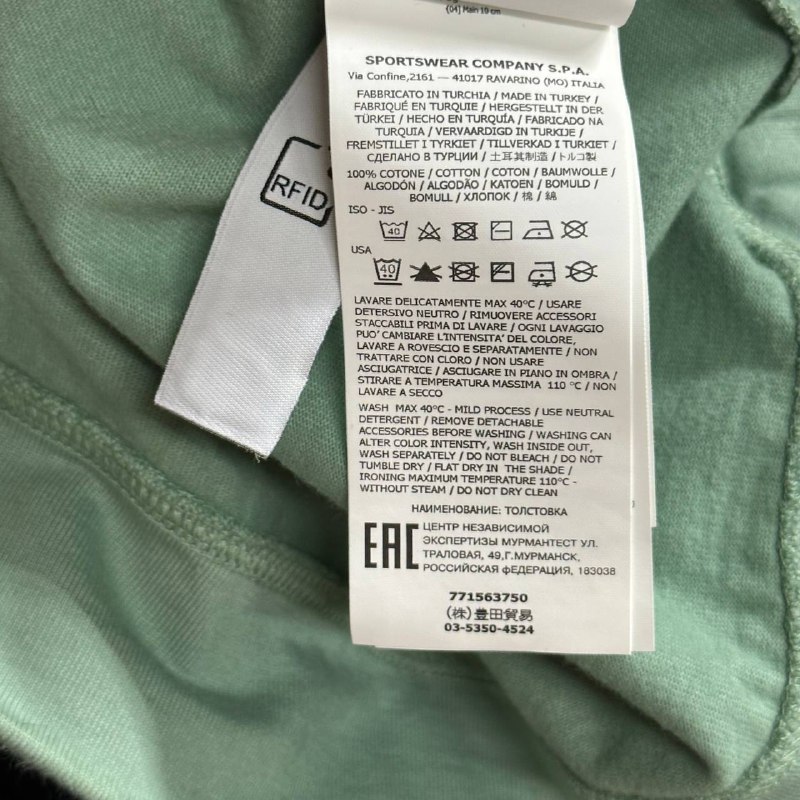 (04) Main 10 cm
SPORTSWEAR COMPANY S.P.A.
Via Confine,2161 — 41017 RAVARINO (MO) ITALIA
FABBRICATO IN TURCHIA / MADE IN TURKEY /
FABRIQUÉ EN TURQUIE / HERGESTELLT IN DER
TÜRKEI / HECHO EN TURQUÍA / FABRICADO NA
TURQUIA / VERVAARDIGD IN TURKIJE /
FREMSTILLET I TYRKIET / TILLVERKAD I TURKIET /
СДЕЛАНО В ТУРЦИИ / 土耳其制造 / トルコ製
100% COTONE / COTTON / COTON / BAUMWOLLE /
ALGODÓN / ALGODÃO / KATOEN / BOMULD /
BOMULL / ХЛОПОК / 棉 / 綿
ISO - JIS
40
USA
40
RFID
LAVARE DELICATAMENTE MAX 40°C / USARE
DETERSIVO NEUTRO / RIMUOVERE ACCESSORI
STACCABILI PRIMA DI LAVARE / OGNI LAVAGGIO
PUO' CAMBIARE L'INTENSITA' DEL COLORE,
LAVARE A ROVESCIO E SEPARATAMENTE / NON
TRATTARE CON CLORO / NON USARE
ASCIUGATRICE / ASCIUGARE IN PIANO IN OMBRA /
STIRARE A TEMPERATURA MASSIMA 110 °C / NON
LAVARE A SECCO
WASH MAX 40°C - MILD PROCESS / USE NEUTRAL
DETERGENT / REMOVE DETACHABLE
ACCESSORIES BEFORE WASHING / WASHING CAN
ALTER COLOR INTENSITY, WASH INSIDE OUT,
WASH SEPARATELY / DO NOT BLEACH / DO NOT
TUMBLE DRY / FLAT DRY IN THE SHADE /
IRONING MAXIMUM TEMPERATURE 110°C -
WITHOUT STEAM / DO NOT DRY CLEAN
НАИМЕНОВАНИЕ: ТОЛСТОВКА
EAC
ЦЕНТР НЕЗАВИСИМОЙ
ЭКСПЕРТИЗЫ МУРМАНТЕСТ УЛ.
ТРАЛОВАЯ, 49,Г.МУРМАНСК,
РОССИЙСКАЯ фЕДЕРАЦИЯ, 183038
771563750
(株)豊田貿易
03-5350-4524